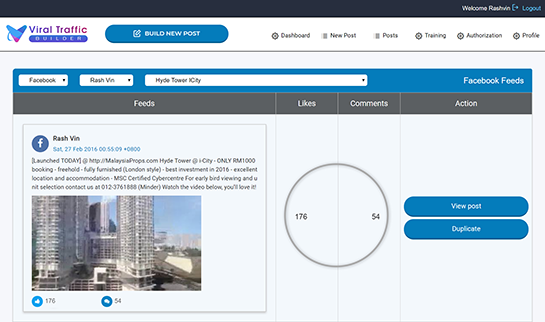 Welcome Rashvin Logout
Viral Traffic
BUILDER
BUILD NEW POST
Dashboard New Post Posts Training Authorization Profile
Facebook Rash Vin Hyde Tower ICity Facebook Feeds
Feeds Likes Comments Action
Rash Vin
Sat, 27 Feb 2016 00:55:09 +0800
[Launched TODAY] @ http://MalaysiaProps.com Hyde Tower @ i-City - ONLY RM1000
booking - freehold - fully furnished (London style) - best investment in 2016 - excellent
location and accommodation - MSC Certified Cybercentre For early bird viewing and u
nit selection contact us at 012-3761888 (Minder) Watch the video below, you'll love it!
176 54
View post
Duplicate
176 54